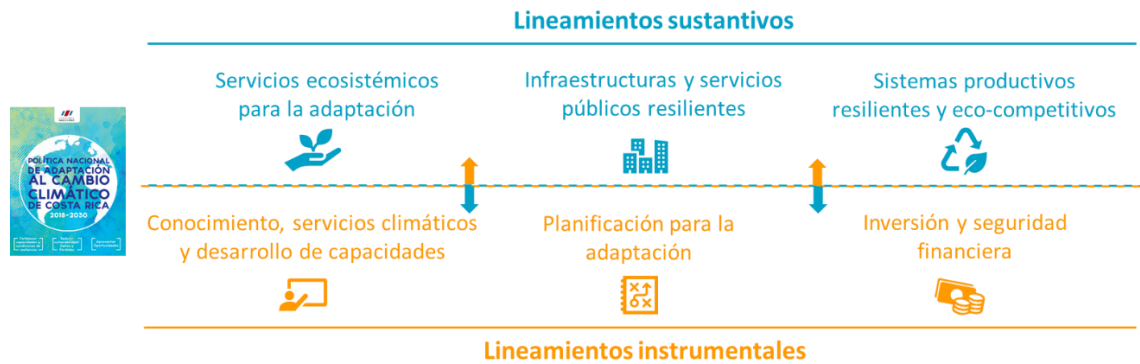 Lineamientos sustantivos
Servicios ecosistémicos
para la adaptación
Infraestructuras y servicios
públicos resilientes
Sistemas productivos
resilientes y eco-competitivos
POLÍTICA NACIONAL
DE ADAPTACIÓN
AL CAMBIO
CLIMÁTICO
DE COSTA RICA
2018-2030
Conocimiento, servicios climáticos
y desarrollo de capacidades
Planificación para la
adaptación
Inversión y seguridad
financiera
Lineamientos instrumentales